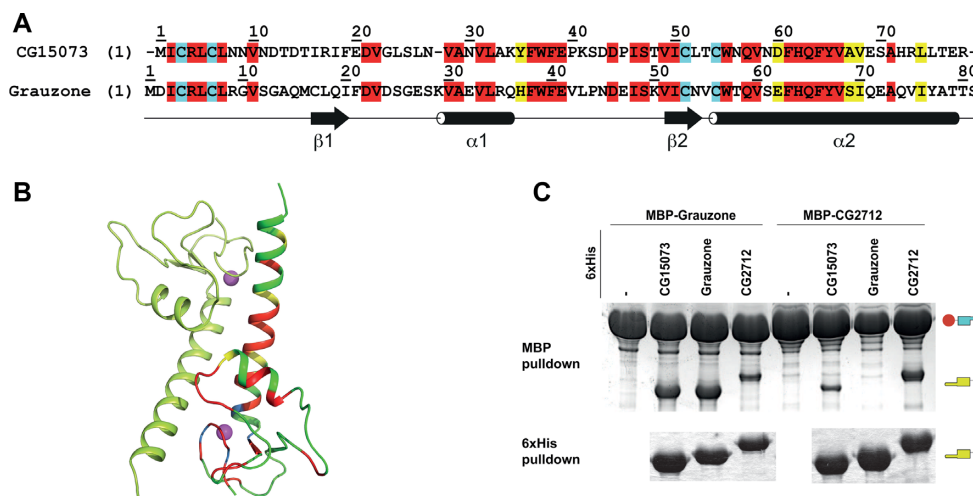 A
1 10 20 30 40 50 60 70
CG15073 (1) -MICRLCLNNVNDTDTIRIFEDVGLSLN-VANVLAKYFWFEPKSDDPISTVICLTCWNQVNDFHQFYVAVESAHRLLTER-
1 10 20 30 40 50 60 70 80
Grauzone (1) MDICRLCLRGVSGAQMCLQIFDVDSGESKVAEVLRQHFWFEVLPNDEISKVICNVCWTQVSEFHQFYVSIQEAQVIYATTS
β1 α1 β2 α2
B
C
MBP-Grauzone MBP-CG2712
6xHis
- CG15073 Grauzone CG2712 - CG15073 Grauzone CG2712
MBP
pulldown
6xHis
pulldown